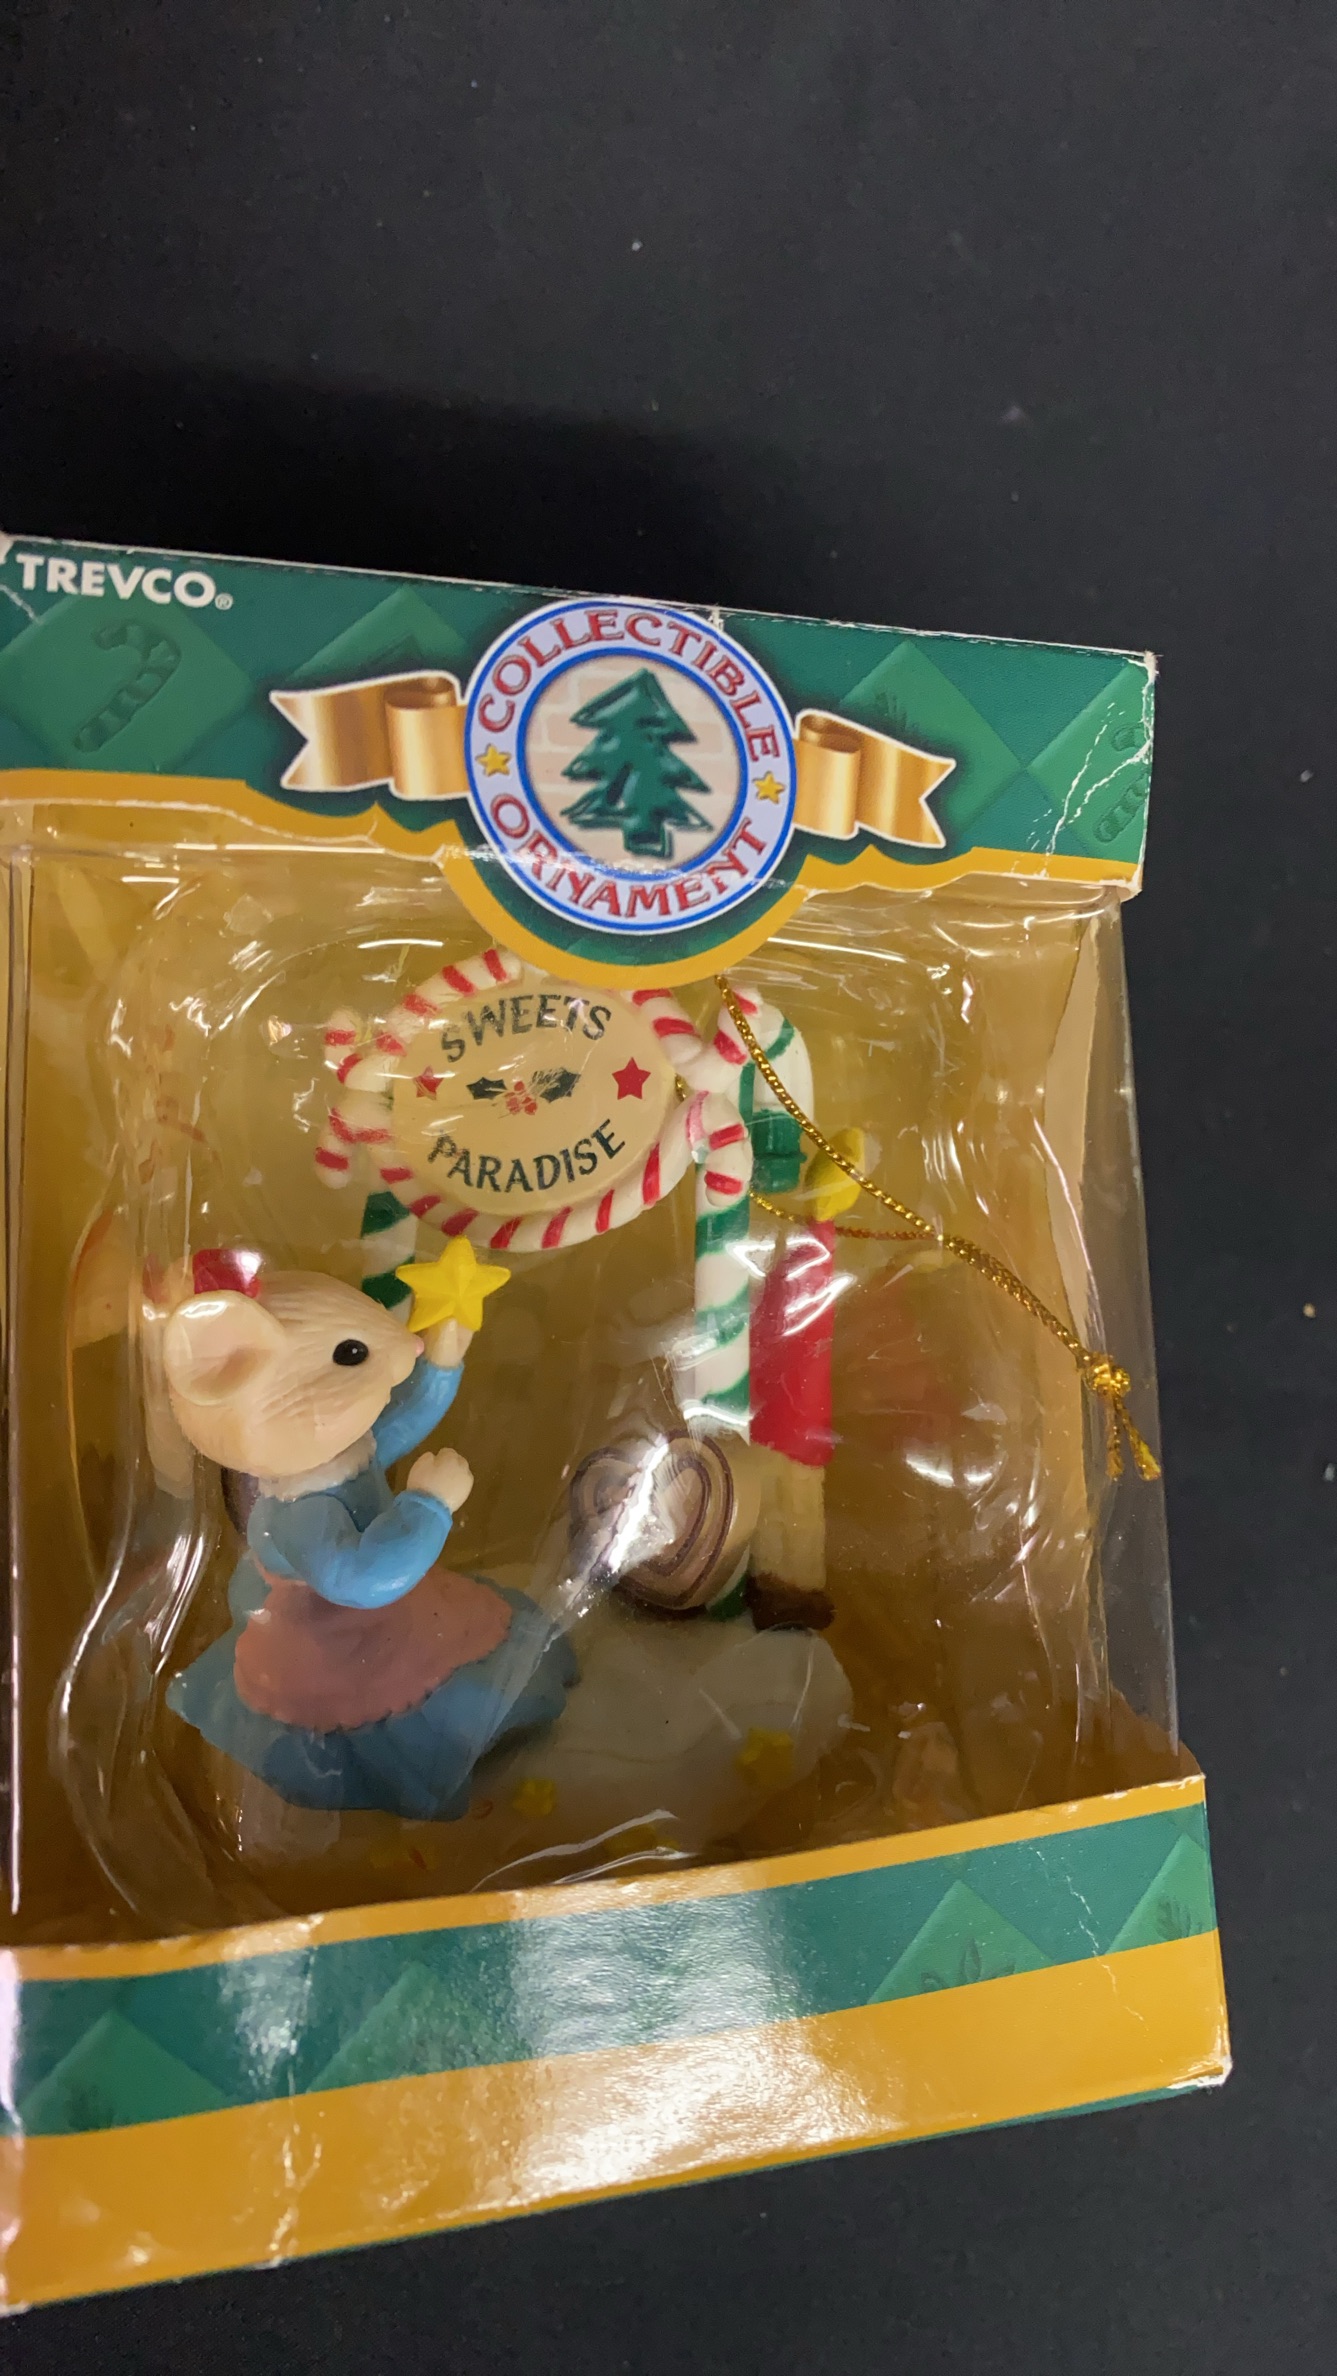 TREVCO®
COLLECTIBLE
ORNAMENT
SWEETS
PARADISE